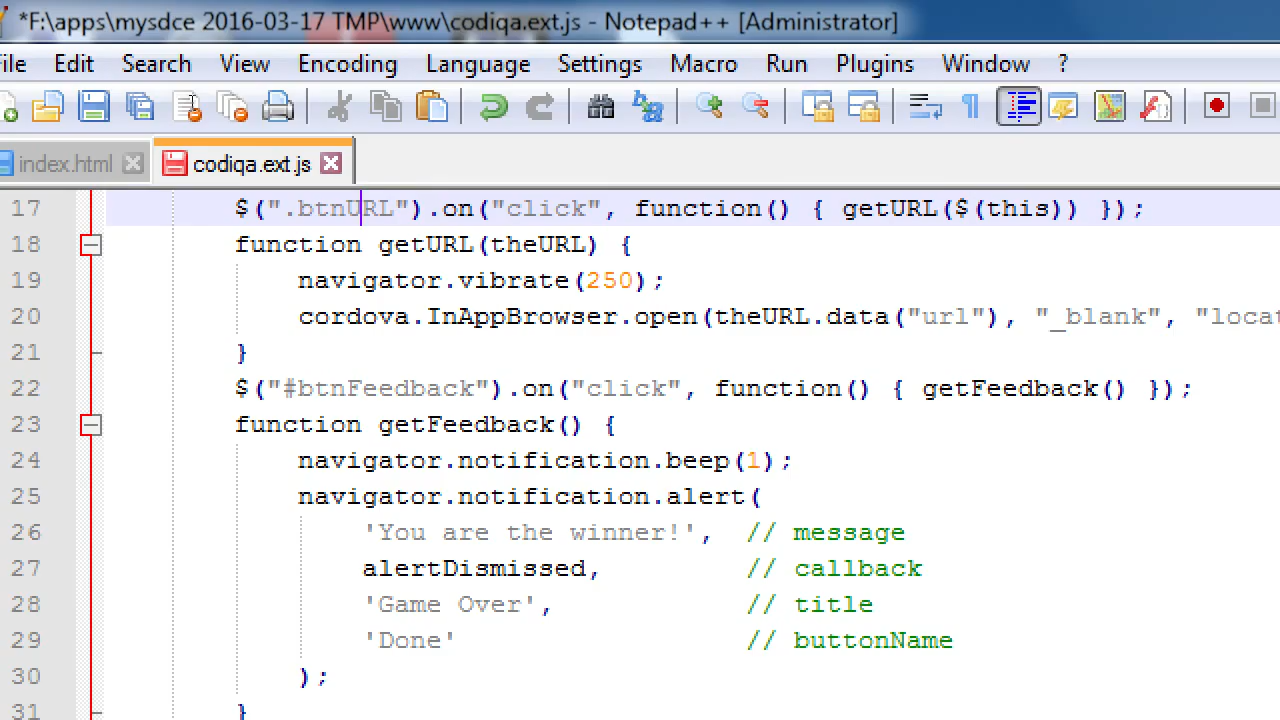 *F:\apps\mysdce 2016-03-17 TMP\www\codiqa.ext.js - Notepad++ [Administrator]
ile Edit Search View Encoding Language Settings Macro Run Plugins Window ?
index.html codiqa.ext.js
17 $(".btnURL").on("click", function() { getURL($(this)) });
18 function getURL(theURL) {
19 navigator.vibrate(250);
20 cordova.InAppBrowser.open(theURL.data("url"), "_blank", "locat
21 }
22 $("#btnFeedback").on("click", function() { getFeedback() });
23 function getFeedback() {
24 navigator.notification.beep(1);
25 navigator.notification.alert(
26 'You are the winner!', // message
27 alertDismissed, // callback
28 'Game Over', // title
29 'Done' // buttonName
30 );
31 }